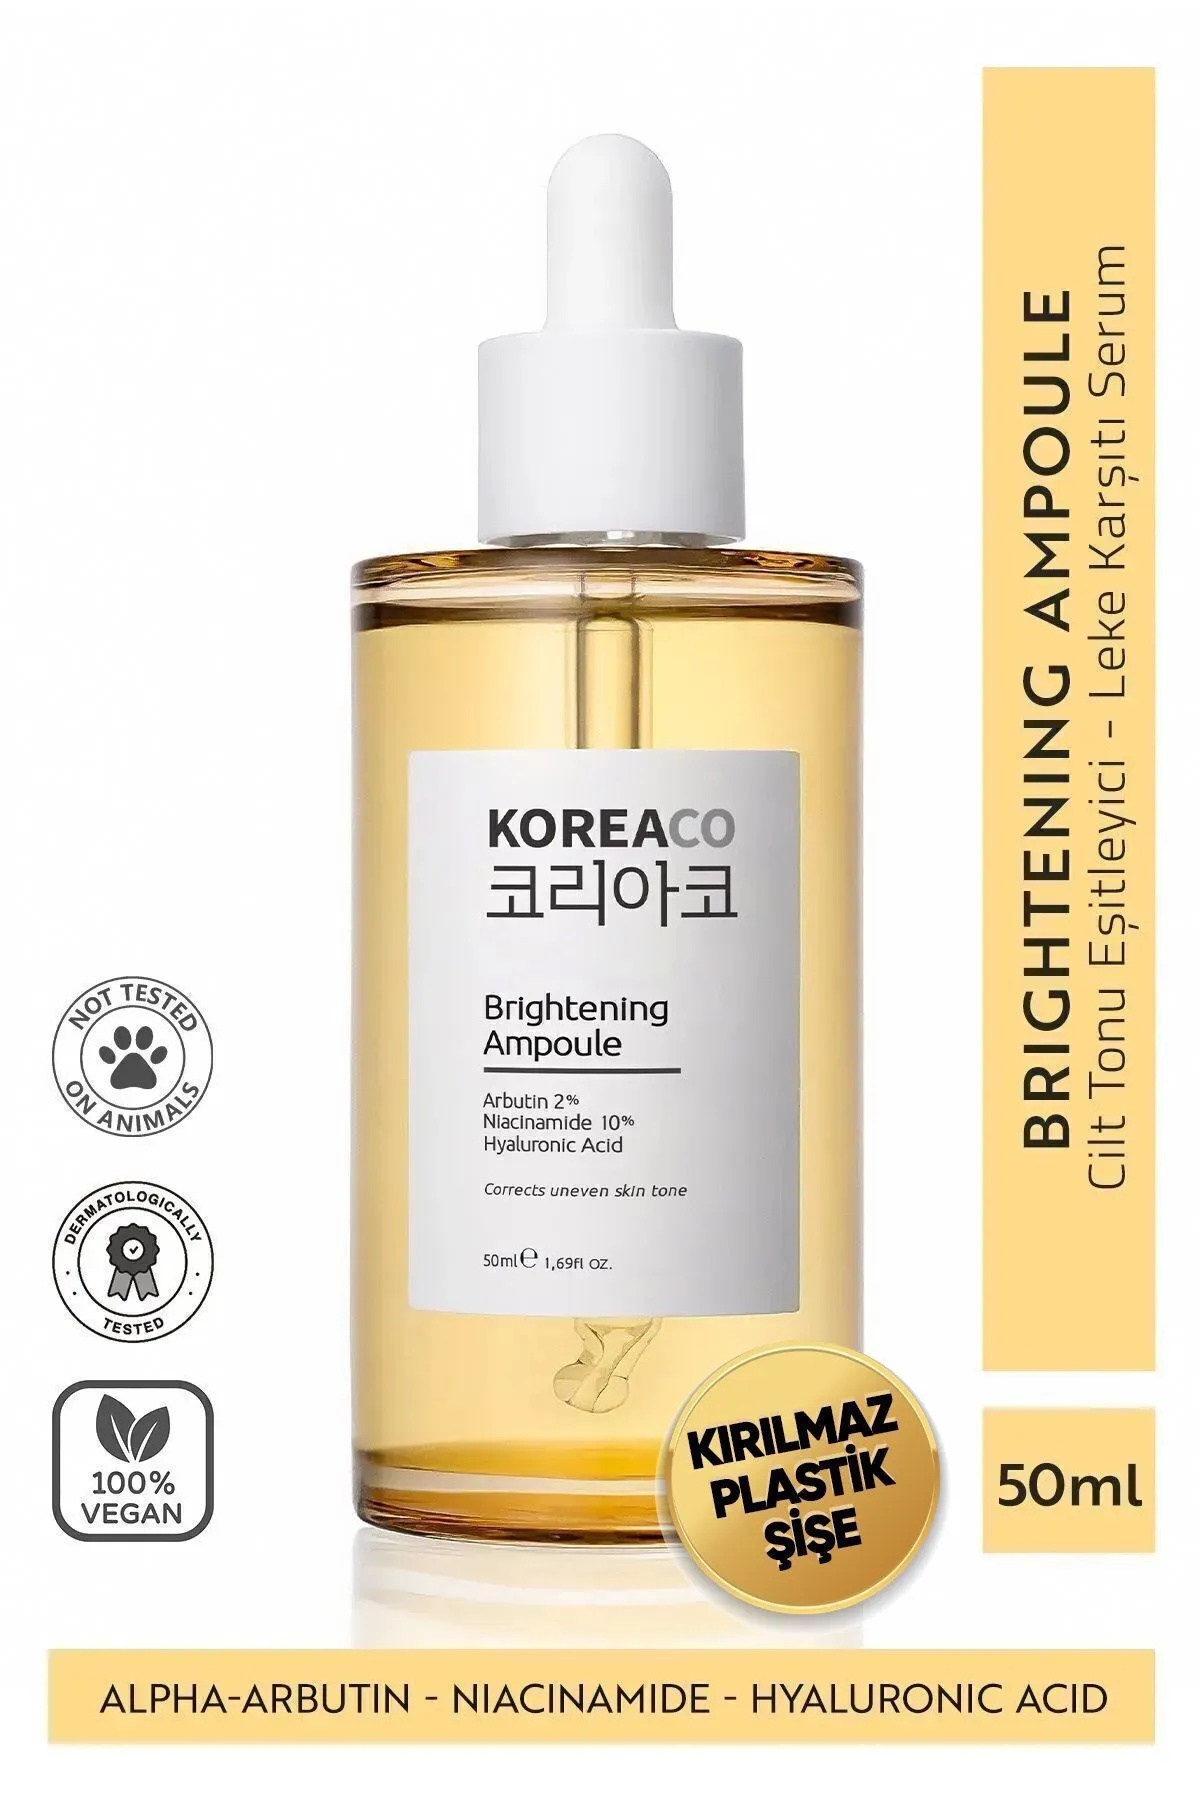 KOREACO
코리아코
Brightening
Ampoule
Arbutin 2%
Niacinamide 10%
Hyaluronic Acid
Corrects uneven skin tone
50ml℮ 1,69fl oz.
NOT TESTED
ON ANIMALS
DERMATOLOGICALLY
TESTED
100%
VEGAN
KIRILMAZ
PLASTİK
ŞİŞE
BRIGHTENING AMPOULE
Cilt Tonu Eşitleyici - Leke Karşıtı Serum
50ml
ALPHA-ARBUTIN - NIACINAMIDE - HYALURONIC ACID